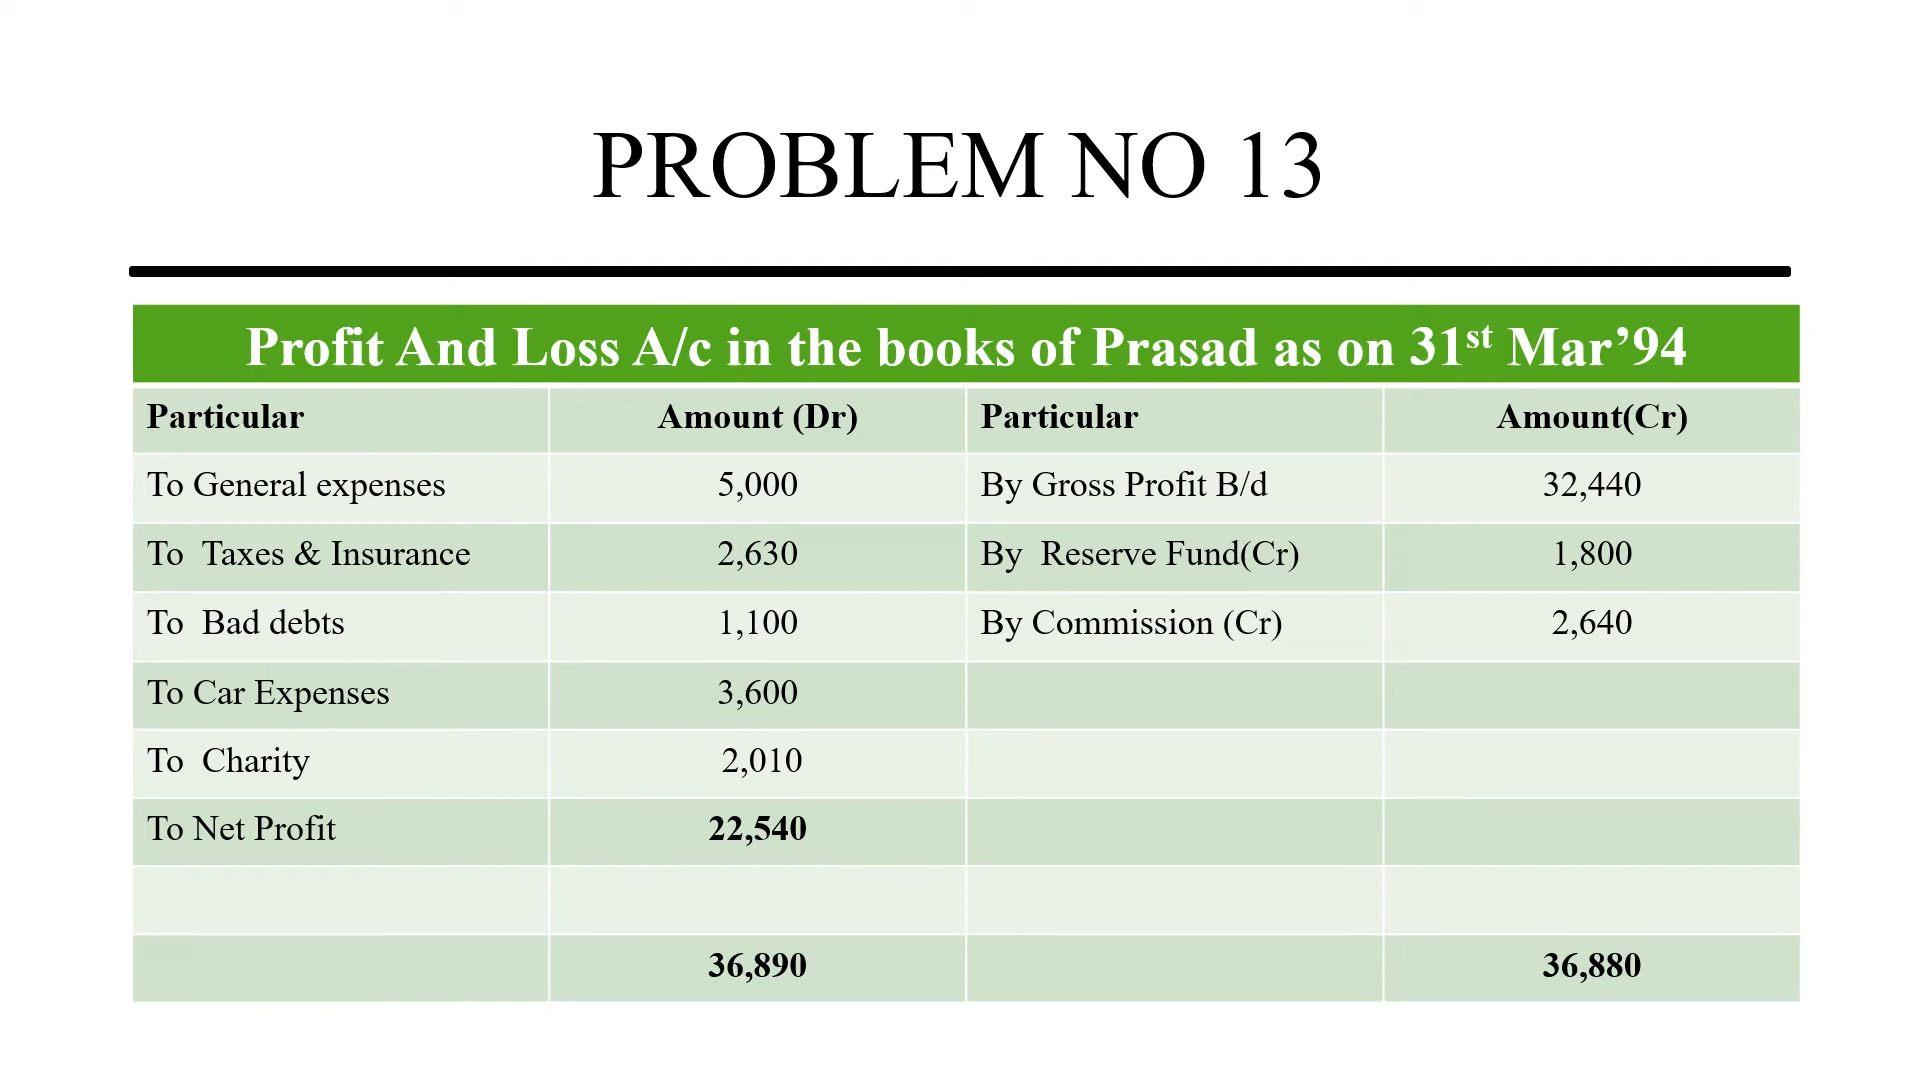 PROBLEM NO 13
Profit And Loss A/c in the books of Prasad as on 31st Mar’94
Particular Amount (Dr) Particular Amount(Cr)
To General expenses 5,000 By Gross Profit B/d 32,440
To Taxes & Insurance 2,630 By Reserve Fund(Cr) 1,800
To Bad debts 1,100 By Commission (Cr) 2,640
To Car Expenses 3,600
To Charity 2,010
To Net Profit 22,540
36,890 36,880